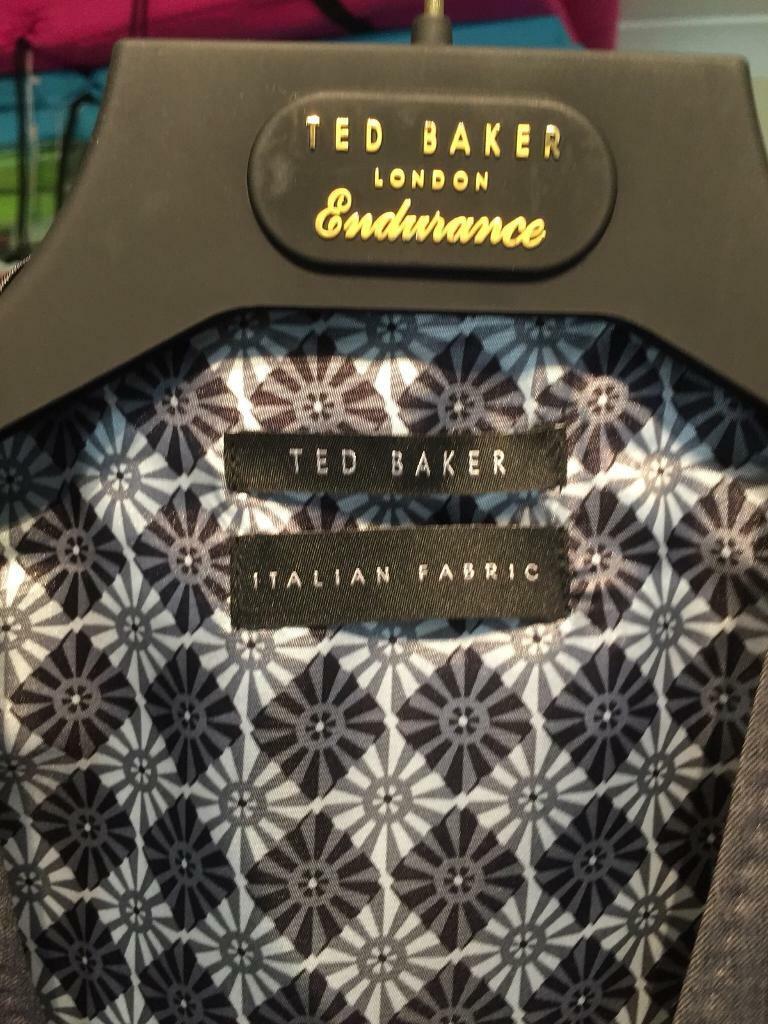 TED BAKER
LONDON
Endurance
TED BAKER
ITALIAN FABRIC